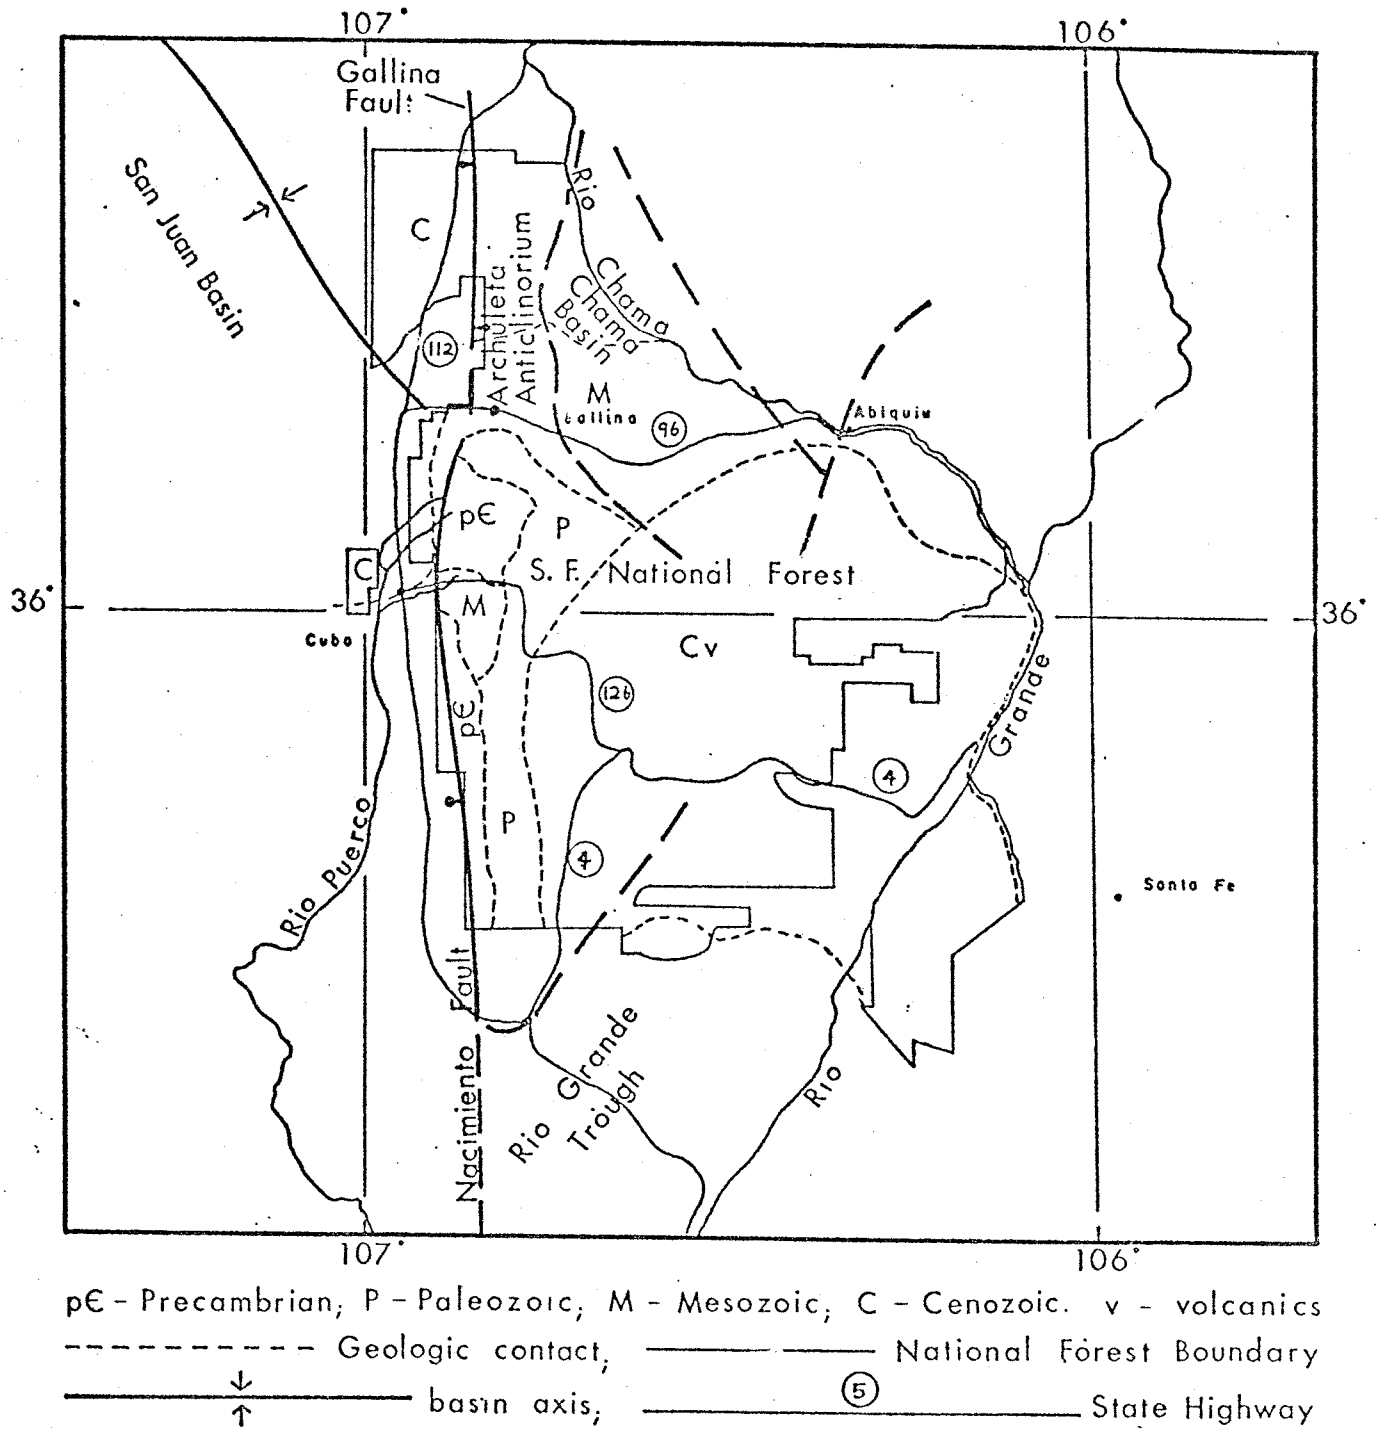 107°
106°
Gallina
Fault
San Juan Basin
C
Rio
Chama
Archuleta
Anticlinorium
Chama
Basin
112
M
Gallina
96
Abiquiu
pЄ
P
C
S. F. National Forest
36°
36°
M
Cuba
Cv
126
pЄ
Grande
4
P
4
Rio Puerco
Santa Fe
Nacimiento Fault
Rio Grande
Trough
Rio
107°
106°
pЄ – Precambrian; P – Paleozoic; M – Mesozoic; C – Cenozoic. v – volcanics
Geologic contact; National Forest Boundary
basin axis; 5 State Highway